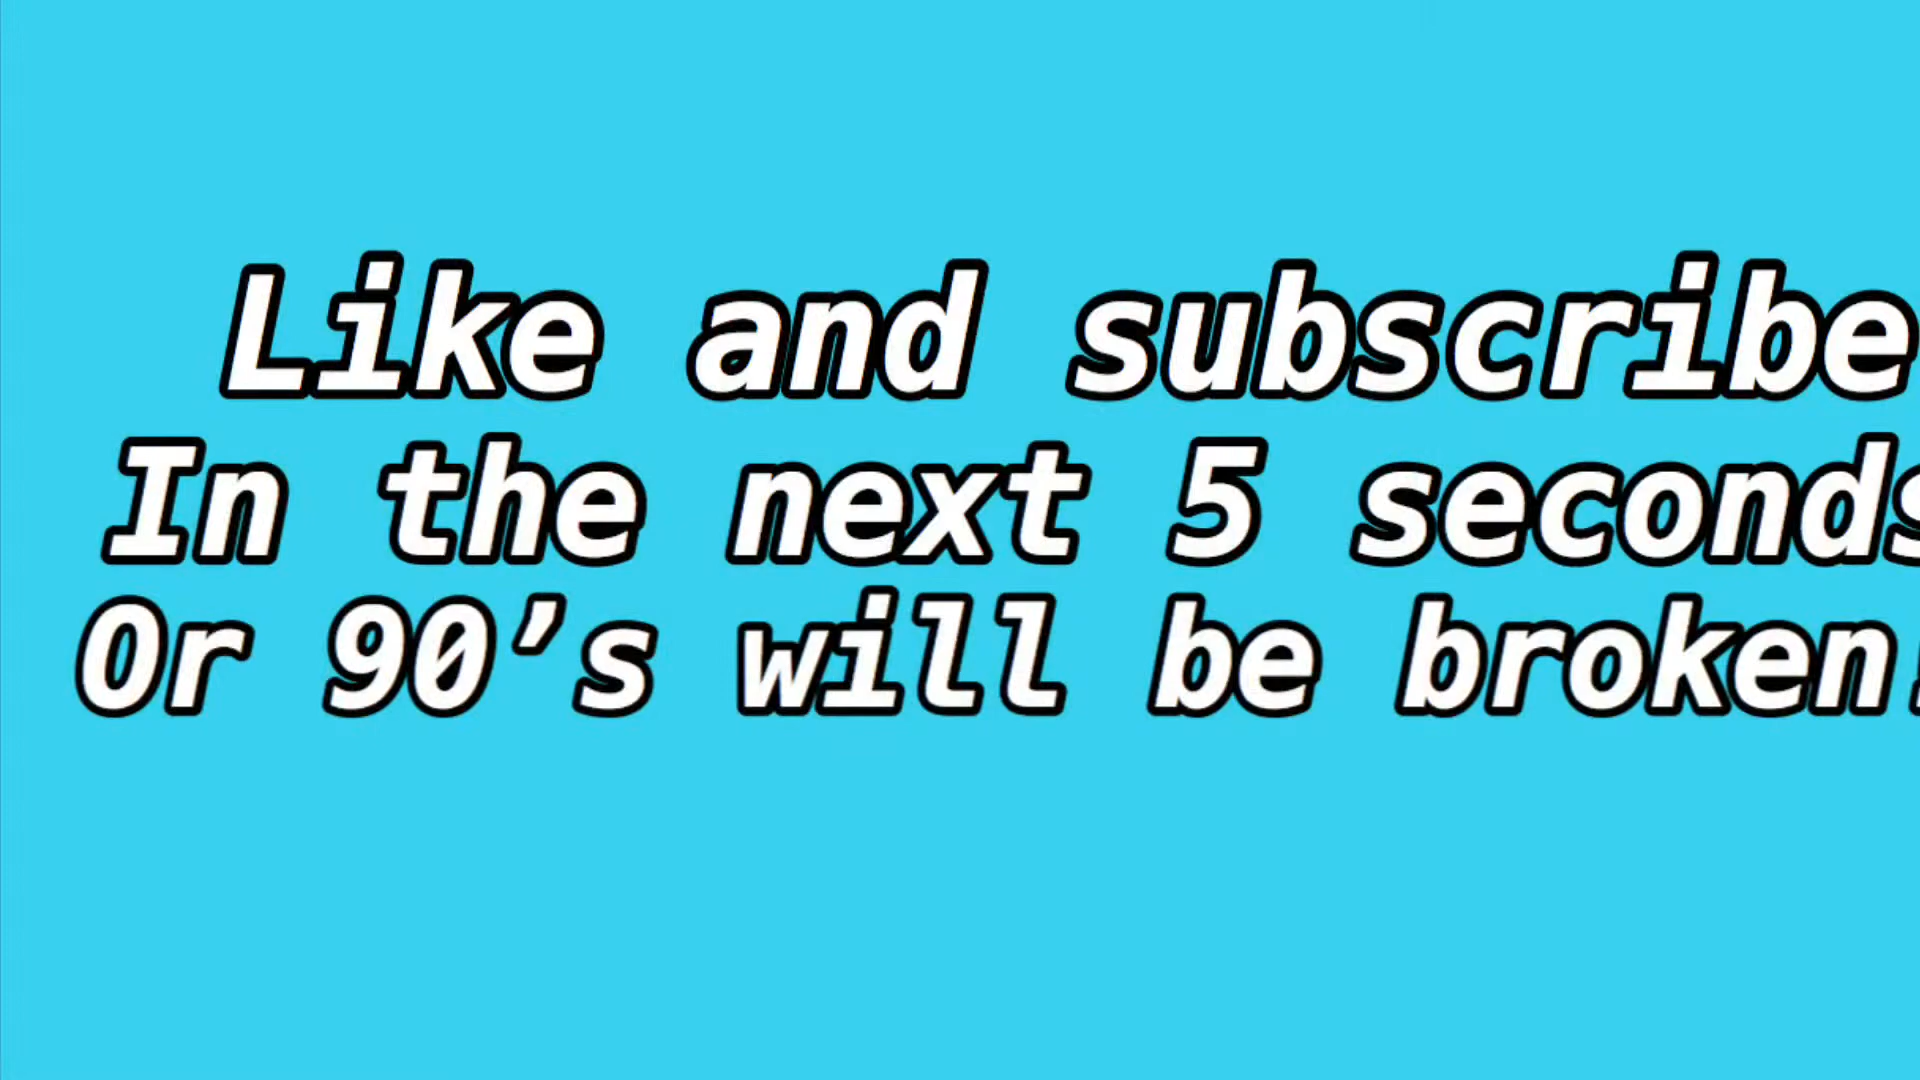 Like and subscribe
In the next 5 seconds
Or 90’s will be broken!